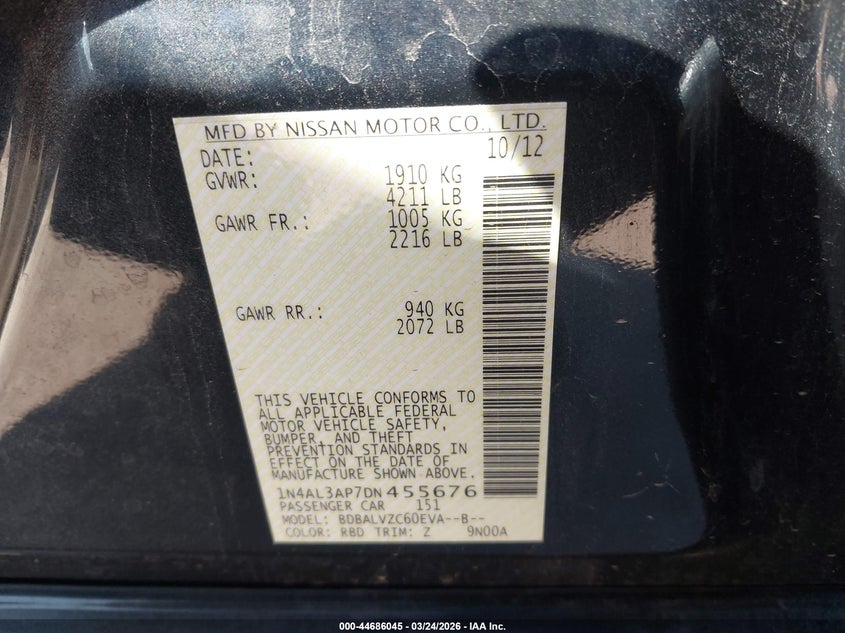 MFD BY NISSAN MOTOR CO., LTD.
DATE: 10/12
GVWR: 1910 KG
4211 LB
GAWR FR.: 1005 KG
2216 LB
GAWR RR.: 940 KG
2072 LB
THIS VEHICLE CONFORMS TO
ALL APPLICABLE FEDERAL
MOTOR VEHICLE SAFETY,
BUMPER, AND THEFT
PREVENTION STANDARDS IN
EFFECT ON THE DATE OF
MANUFACTURE SHOWN ABOVE.
1N4AL3AP7DN455676
PASSENGER CAR 151
MODEL: BDBALVZC60EVA--B--
COLOR: RBD TRIM: Z 9N00A
000-44686045 - 03/24/2026 - IAA Inc.